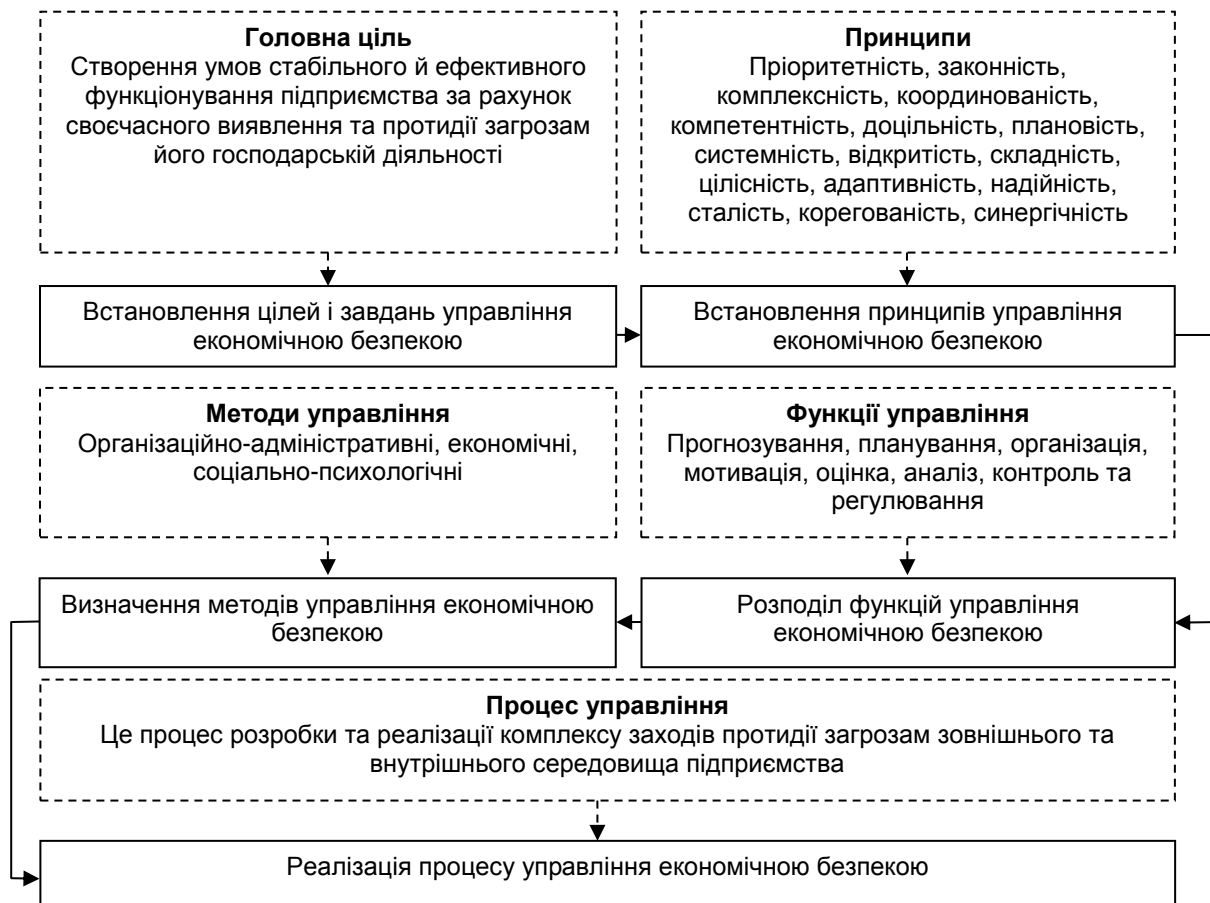 Головна ціль
Створення умов стабільного й ефективного
функціонування підприємства за рахунок
своєчасного виявлення та протидії загрозам
його господарській діяльності
Принципи
Пріоритетність, законність,
комплексність, координованість,
компетентність, доцільність, плановість,
системність, відкритість, складність,
цілісність, адаптивність, надійність,
сталість, корегованість, синергічність
Встановлення цілей і завдань управління
економічною безпекою
Встановлення принципів управління
економічною безпекою
Методи управління
Організаційно-адміністративні, економічні,
соціально-психологічні
Функції управління
Прогнозування, планування, організація,
мотивація, оцінка, аналіз, контроль та
регулювання
Визначення методів управління економічною
безпекою
Розподіл функцій управління
економічною безпекою
Процес управління
Це процес розробки та реалізації комплексу заходів протидії загрозам зовнішнього та
внутрішнього середовища підприємства
Реалізація процесу управління економічною безпекою